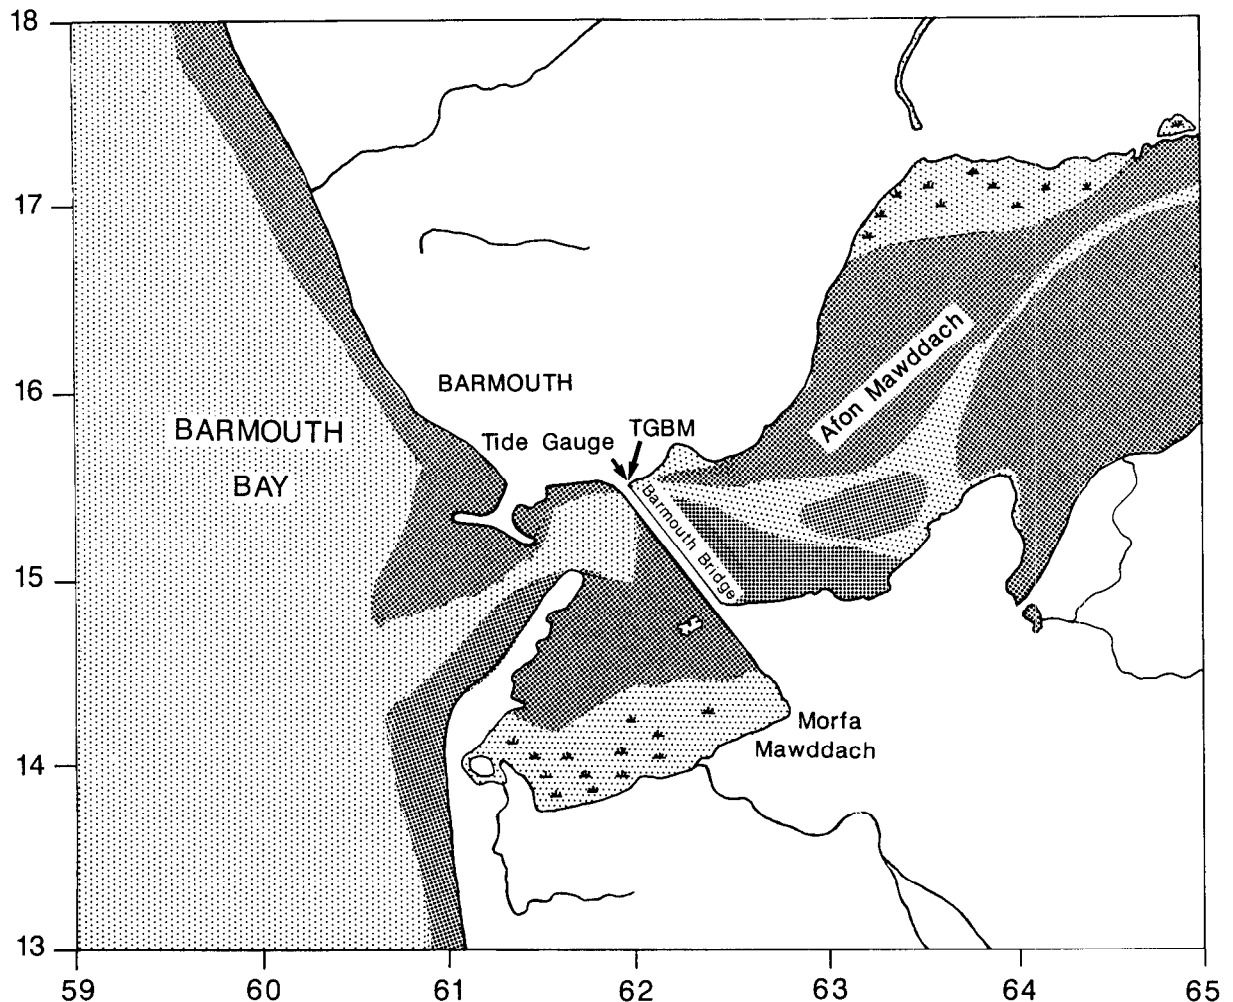 18
17
16
15
14
13
BARMOUTH
BAY
BARMOUTH
Tide Gauge
TGBM
Barmouth Bridge
Afon Mawddach
Morfa
Mawddach
59
60
61
62
63
64
65